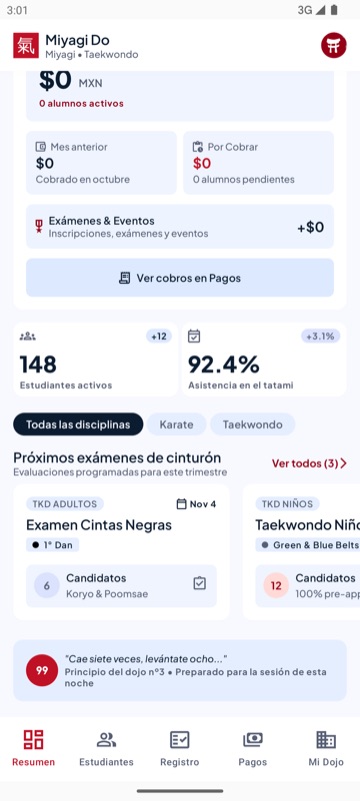 3:01
3G
氣
Miyagi Do
Miyagi • Taekwondo
$0 MXN
0 alumnos activos
Mes anterior
$0
Cobrado en octubre
Por Cobrar
$0
0 alumnos pendientes
Exámenes & Eventos
Inscripciones, exámenes y eventos
+$0
Ver cobros en Pagos
+12
148
Estudiantes activos
+3.1%
92.4%
Asistencia en el tatami
Todas las disciplinas
Karate
Taekwondo
Próximos exámenes de cinturón
Evaluaciones programadas para este trimestre
Ver todos (3)
TKD ADULTOS
Nov 4
Examen Cintas Negras
1° Dan
6
Candidatos
Koryo & Poomsae
TKD NIÑOS
Taekwondo Niño
Green & Blue Belts
12
Candidatos
100% pre-app
99
"Cae siete veces, levántate ocho..."
Principio del dojo nº3 • Preparado para la sesión de esta
noche
Resumen
Estudiantes
Registro
Pagos
Mi Dojo